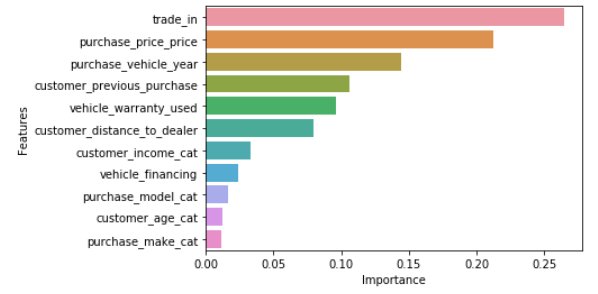 trade_in
purchase_price_price
purchase_vehicle_year
customer_previous_purchase
vehicle_warranty_used
customer_distance_to_dealer
customer_income_cat
vehicle_financing
purchase_model_cat
customer_age_cat
purchase_make_cat
Features
0.00 0.05 0.10 0.15 0.20 0.25
Importance